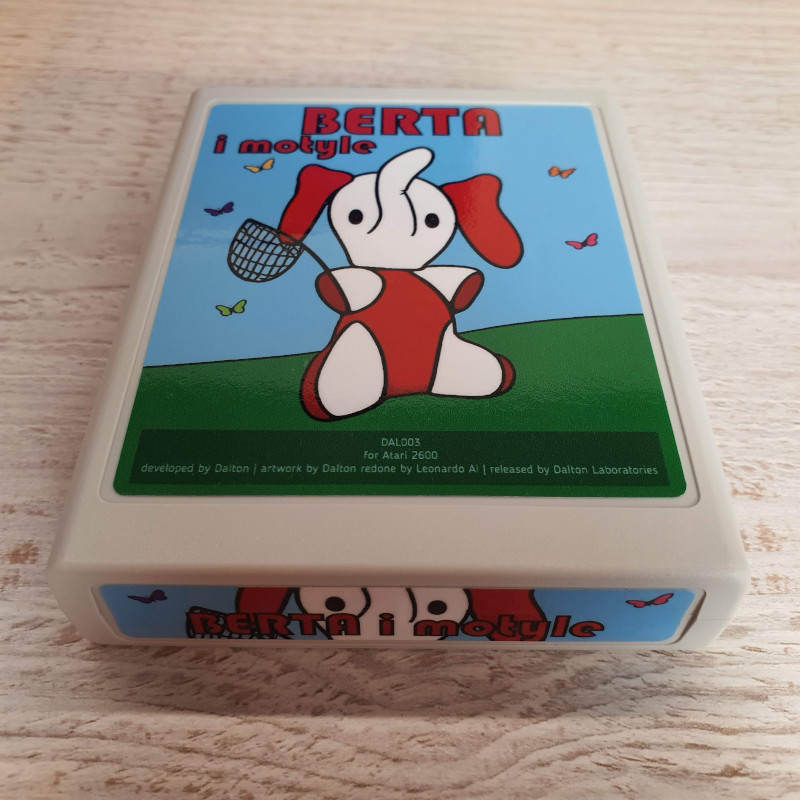 BERTA
i motyle
DAL003
for Atari 2600
developed by Dalton | artwork by Dalton redone by Leonardo AI | released by Dalton Laboratories
BERTA i motyle